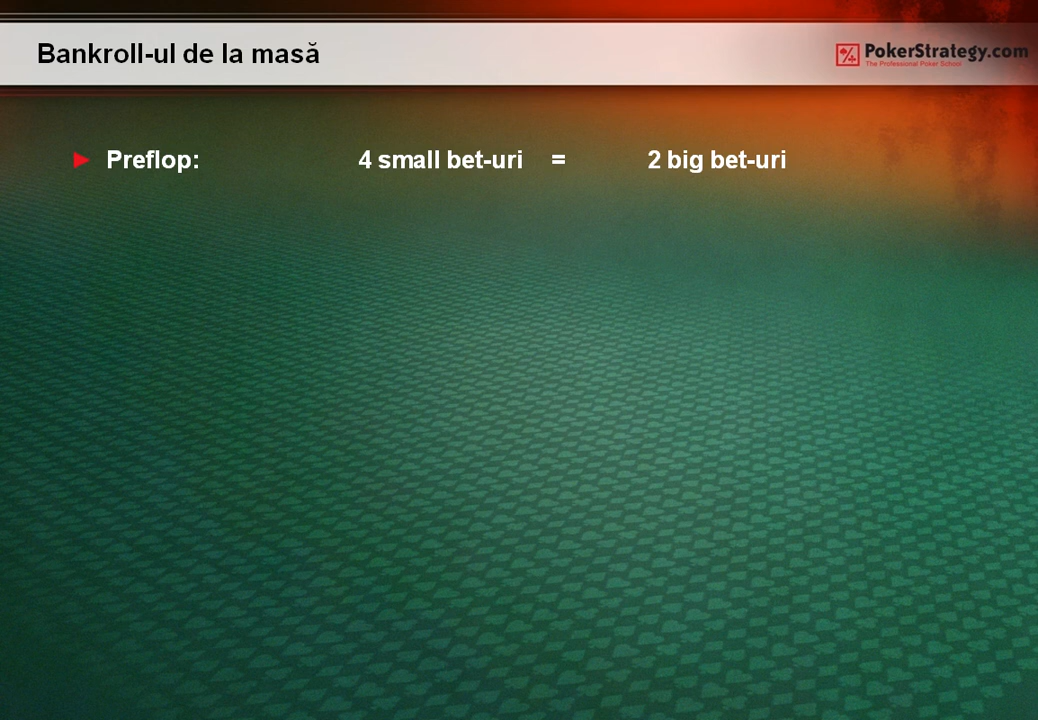 Bankroll-ul de la masă
PokerStrategy.com
The Professional Poker School
Preflop: 4 small bet-uri = 2 big bet-uri